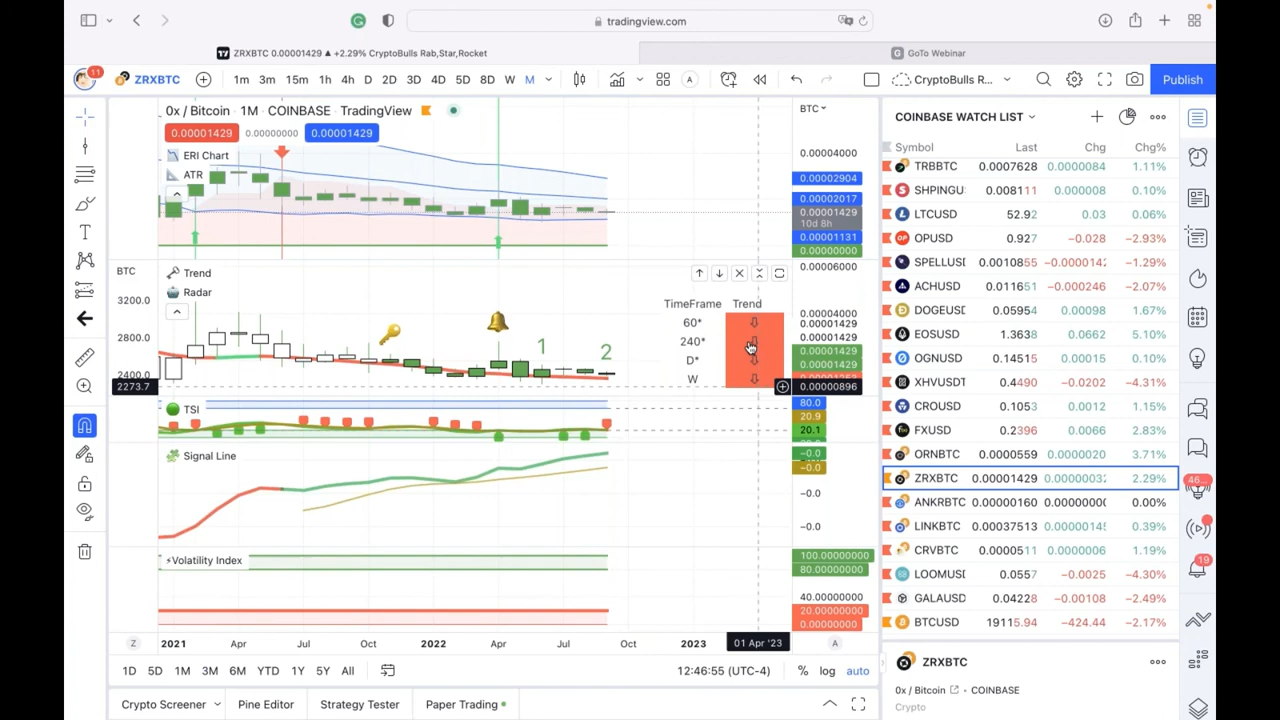 tradingview.com
ZRXBTC 0.00001429 ▲ +2.29% CryptoBulls Rab,Star,Rocket
GoTo Webinar
11
ZRXBTC
1m 3m 15m 1h 4h D 2D 3D 4D 5D 8D W M
CryptoBulls R...
Publish
0x / Bitcoin · 1M · COINBASE · TradingView
BTC
0.00001429 0.00000000 0.00001429
ERI Chart
ATR
0.00004000
0.00002904
0.00002017
0.00001429
10d 8h
0.00001131
0.00000000
BTC
3200.0
2800.0
2400.0
2273.7
Trend
Radar
1
2
TimeFrame Trend
60*
240*
D*
W
0.00006000
0.00004000
0.00001429
0.00001429
0.00001429
0.00001429
0.00000896
TSI
80.0
20.9
20.1
Signal Line
−0.0
−0.0
−0.0
−0.0
⚡Volatility Index
100.00000000
80.00000000
40.00000000
20.00000000
0.00000000
Z
2021 Apr Jul Oct 2022 Apr Jul Oct 2023 01 Apr '23
A
1D 5D 1M 3M 6M YTD 1Y 5Y All
12:46:55 (UTC-4)
% log auto
Crypto Screener
Pine Editor
Strategy Tester
Paper Trading
COINBASE WATCH LIST
Symbol Last Chg Chg%
TRBBTC 0.0007628 0.0000084 1.11%
SHPINGU 0.008111 0.000008 0.10%
LTCUSD 52.92 0.03 0.06%
OPUSD 0.927 −0.028 −2.93%
SPELLUSI 0.0010855 −0.0000142 −1.29%
ACHUSD 0.011651 −0.000246 −2.07%
DOGEUSI 0.05954 0.00098 1.67%
EOSUSD 1.3638 0.0662 5.10%
OGNUSD 0.14515 0.00015 0.10%
XHVUSDT 0.4490 −0.0202 −4.31%
CROUSD 0.1053 0.0012 1.15%
FXUSD 0.2396 0.0066 2.83%
ORNBTC 0.0000559 0.0000020 3.71%
ZRXBTC 0.00001429 0.0000003 2.29%
ANKRBTC 0.00000160 0.0000000 0.00%
LINKBTC 0.00037513 0.0000014 0.39%
CRVBTC 0.0000511 0.0000006 1.19%
LOOMUSI 0.0557 −0.0025 −4.30%
GALAUSD 0.04228 −0.00108 −2.49%
BTCUSD 19115.94 −424.44 −2.17%
46...
19
ZRXBTC
0x / Bitcoin · COINBASE
Crypto